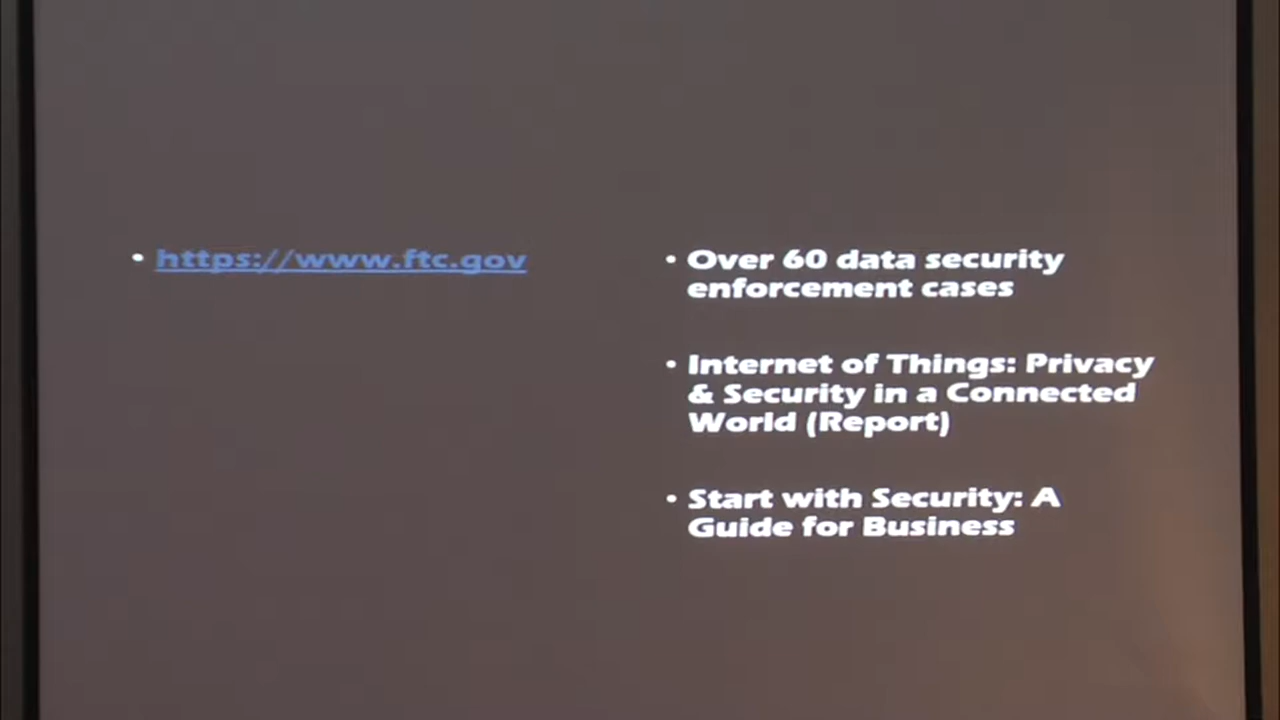 • https://www.ftc.gov
• Over 60 data security
enforcement cases
• Internet of Things: Privacy
& Security in a Connected
World (Report)
• Start with Security: A
Guide for Business